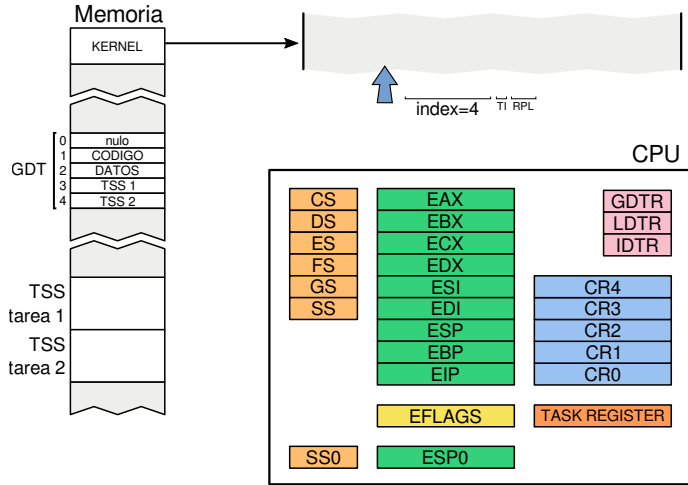 Memoria
KERNEL
index=4 TI RPL
GDT
0 nulo
1 CODIGO
2 DATOS
3 TSS 1
4 TSS 2
TSS
tarea 1
TSS
tarea 2
CPU
CS EAX GDTR
DS EBX LDTR
ES ECX IDTR
FS EDX
GS ESI CR4
SS EDI CR3
ESP CR2
EBP CR1
EIP CR0
EFLAGS TASK REGISTER
SS0 ESP0